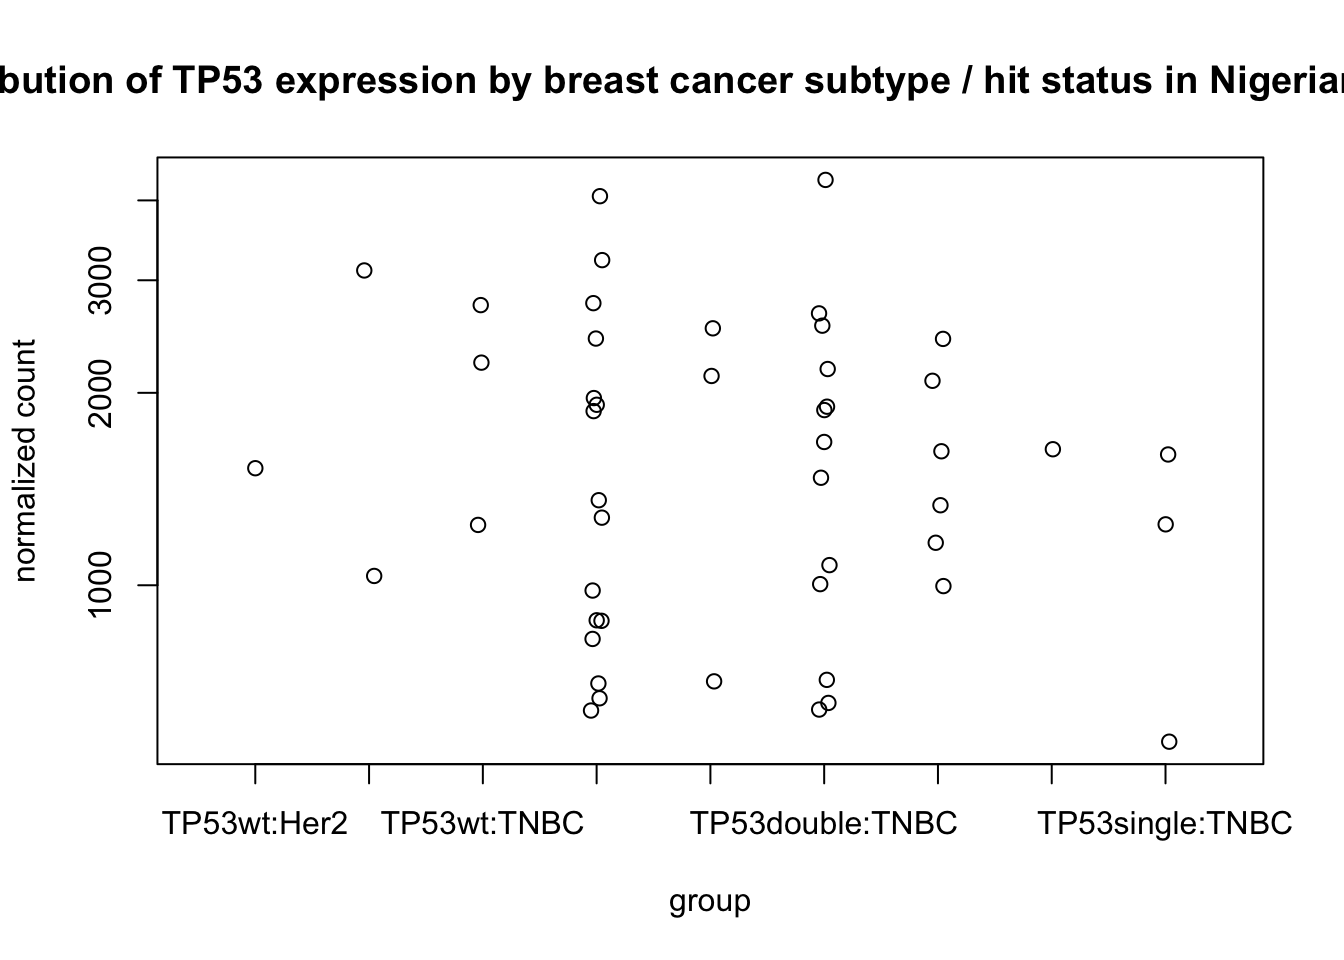 bution of TP53 expression by breast cancer subtype / hit status in Nigerian
normalized count
3000
2000
1000
TP53wt:Her2 TP53wt:TNBC TP53double:TNBC TP53single:TNBC
group